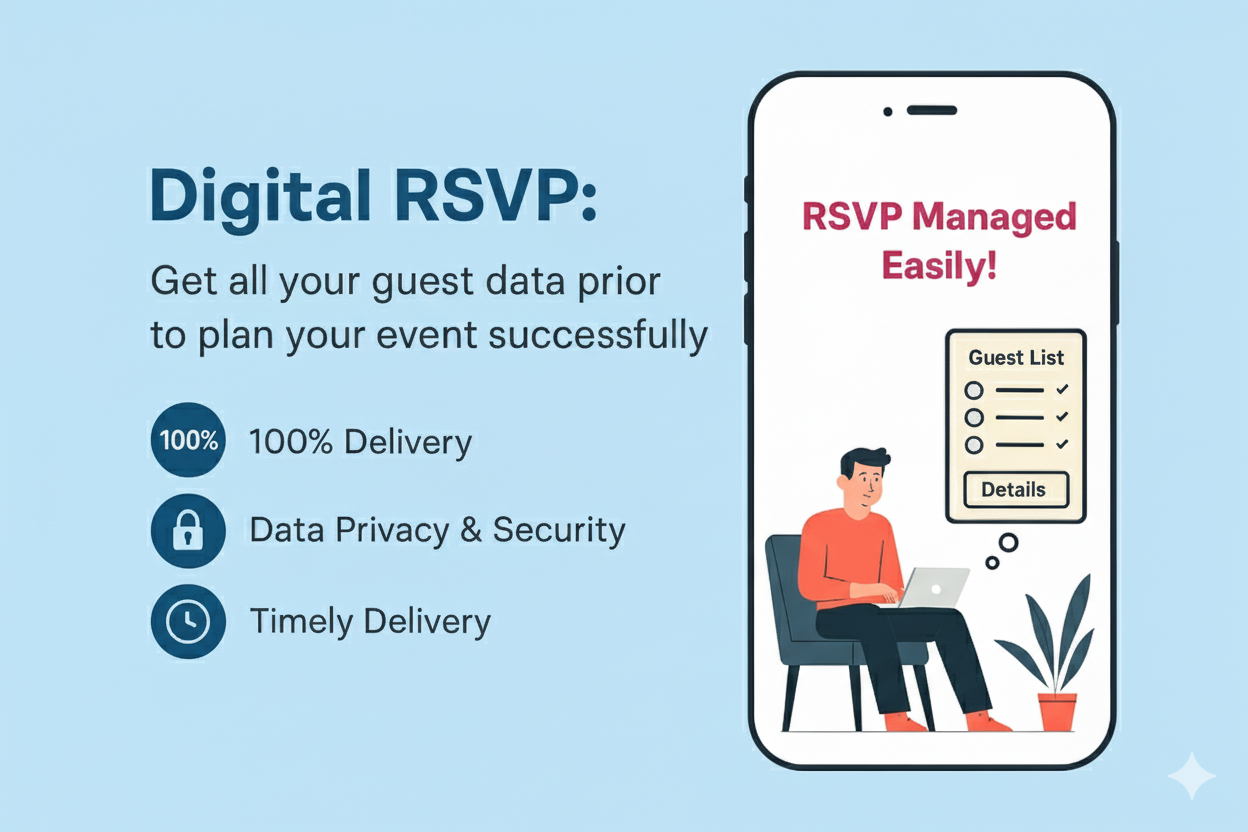 Digital RSVP:
Get all your guest data prior
to plan your event successfully
100%
100% Delivery
Data Privacy & Security
Timely Delivery
RSVP Managed
Easily!
Guest List
Details